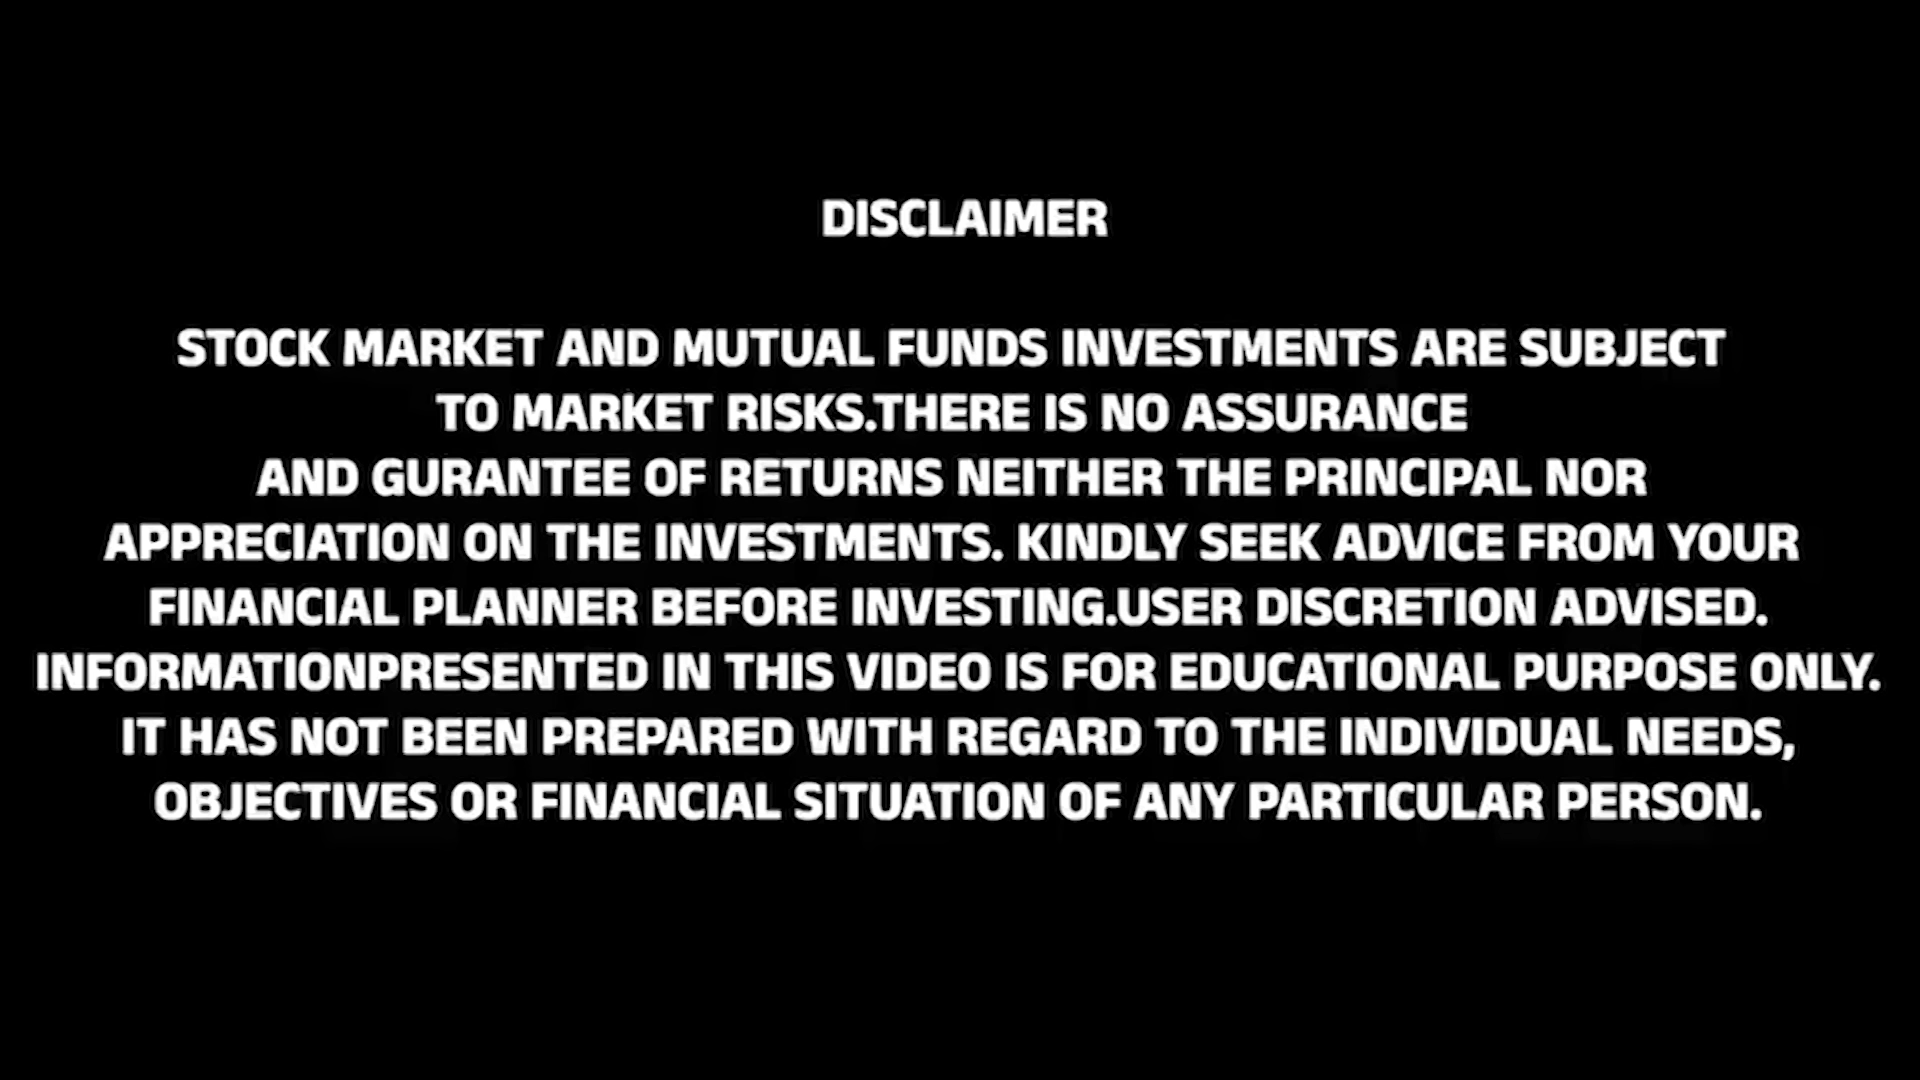 DISCLAIMER
STOCK MARKET AND MUTUAL FUNDS INVESTMENTS ARE SUBJECT
TO MARKET RISKS.THERE IS NO ASSURANCE
AND GURANTEE OF RETURNS NEITHER THE PRINCIPAL NOR
APPRECIATION ON THE INVESTMENTS. KINDLY SEEK ADVICE FROM YOUR
FINANCIAL PLANNER BEFORE INVESTING.USER DISCRETION ADVISED.
INFORMATIONPRESENTED IN THIS VIDEO IS FOR EDUCATIONAL PURPOSE ONLY.
IT HAS NOT BEEN PREPARED WITH REGARD TO THE INDIVIDUAL NEEDS,
OBJECTIVES OR FINANCIAL SITUATION OF ANY PARTICULAR PERSON.